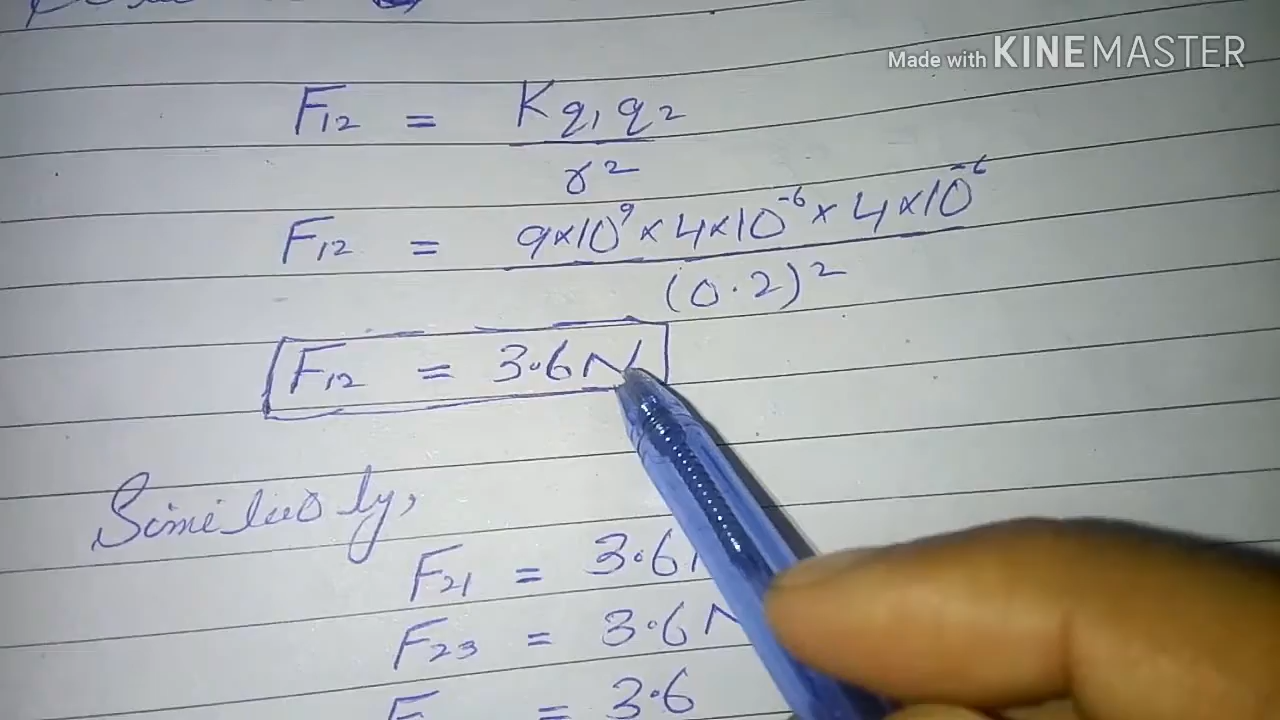 Made with KINEMASTER
F12 = Kq1q2
r²
F12 = 9×10⁹ × 4×10⁻⁶ × 4×10⁻⁶
(0.2)²
F12 = 3.6N
Similarly,
F21 = 3.6N
F23 = 3.6N
F = 3.6